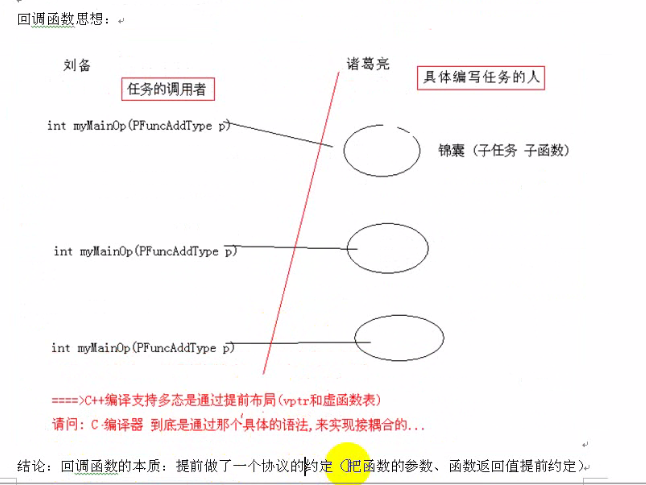 回调函数思想：
刘备
诸葛亮
任务的调用者
具体编写任务的人
int myMainOp(PFuncAddType p)
锦囊（子任务 子函数）
int myMainOp(PFuncAddType p)
int myMainOp(PFuncAddType p)
====>C++编译支持多态是通过提前布局(vptr和虚函数表)
请问: C 编译器 到底是通过那个具体的语法,来实现接耦合的...
结论：回调函数的本质：提前做了一个协议的约定（把函数的参数、函数返回值提前约定）